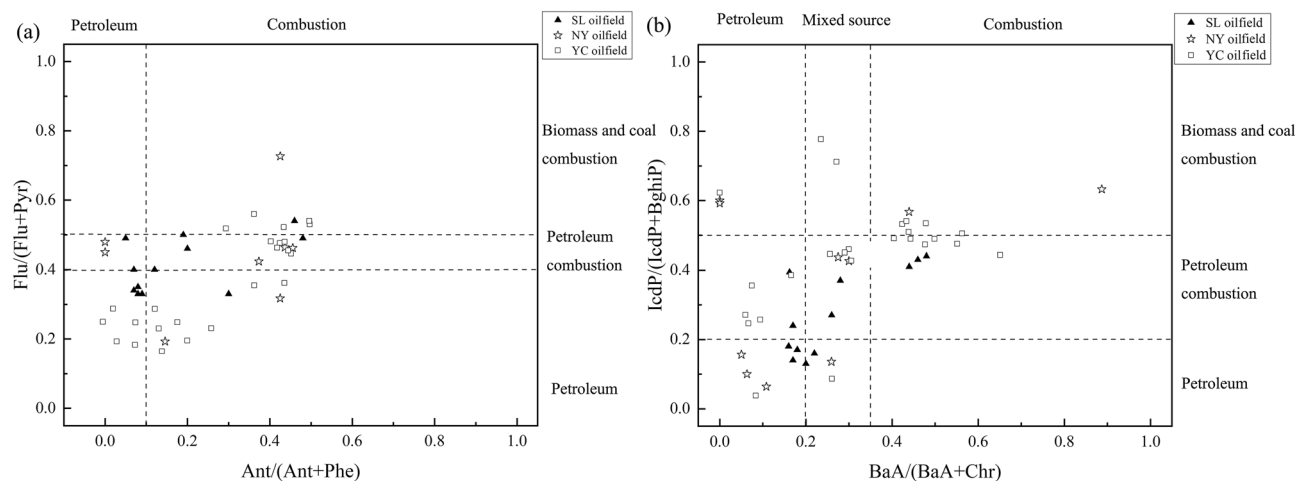 (a)
Petroleum
Combustion
SL oilfield
NY oilfield
YC oilfield
1.0
0.8
0.6
0.4
0.2
0.0
Flu/(Flu+Pyr)
Biomass and coal
combustion
Petroleum
combustion
Petroleum
0.0
0.2
0.4
0.6
0.8
1.0
Ant/(Ant+Phe)
(b)
Petroleum
Mixed source
Combustion
SL oilfield
NY oilfield
YC oilfield
1.0
0.8
0.6
0.4
0.2
0.0
IcdP/(IcdP+BghiP)
Biomass and coal
combustion
Petroleum
combustion
Petroleum
0.0
0.2
0.4
0.6
0.8
1.0
BaA/(BaA+Chr)